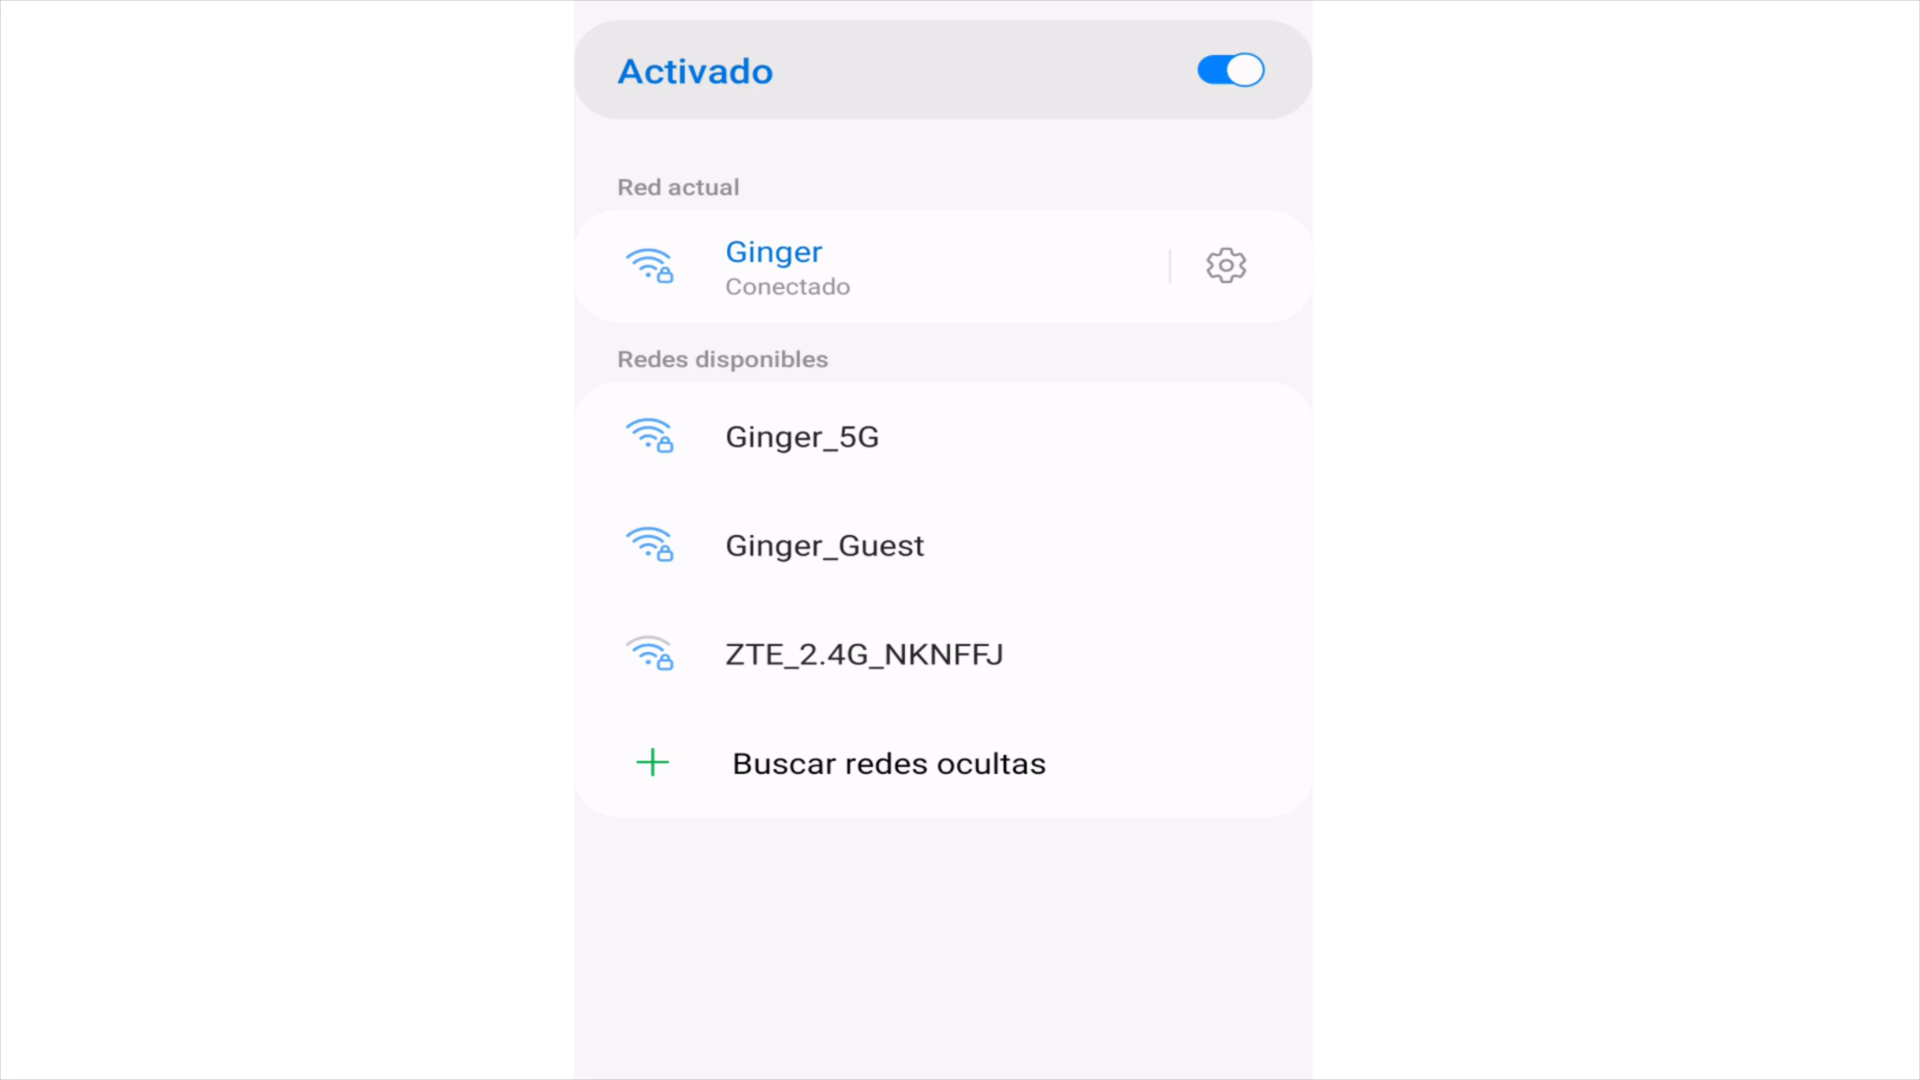 Activado
Red actual
Ginger
Conectado
Redes disponibles
Ginger_5G
Ginger_Guest
ZTE_2.4G_NKNFFJ
Buscar redes ocultas